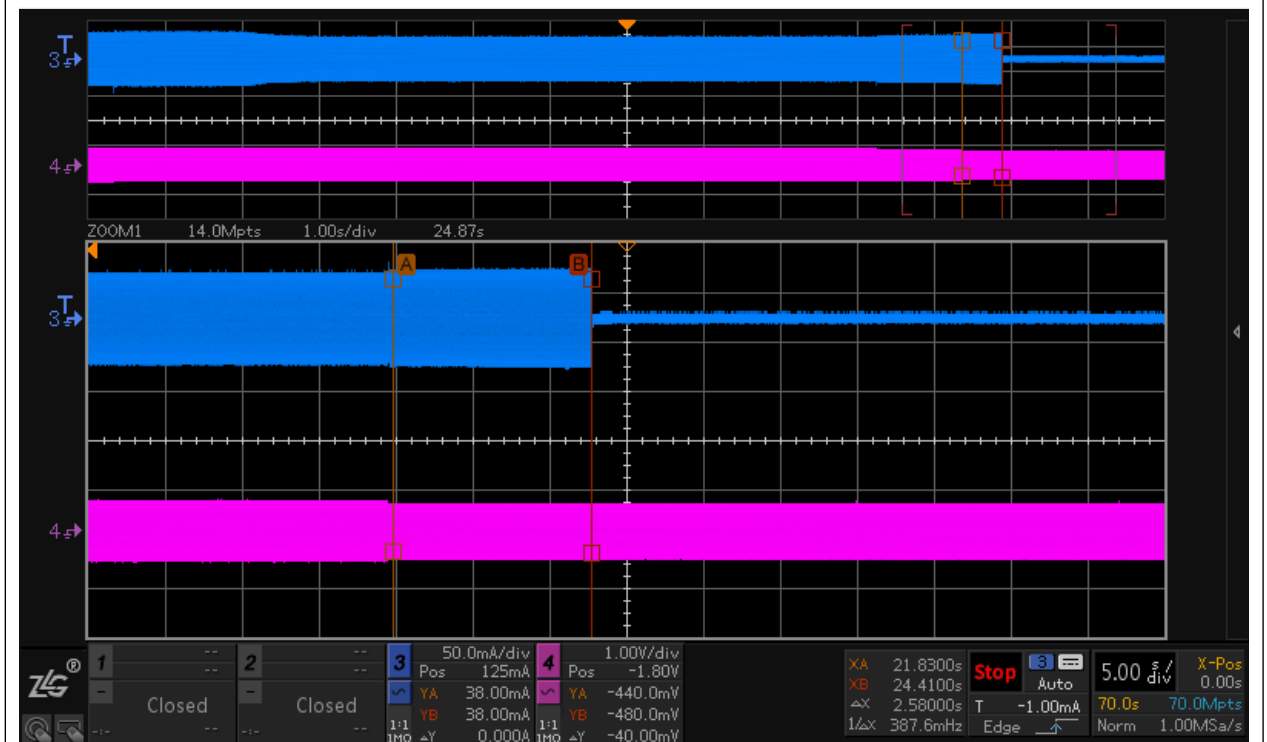 T
3
4
ZOOM1 14.0Mpts 1.00s/div 24.87s
A B
T
3
4
ZLG®
1 -- --
- Closed
-:-
2 -- --
- Closed
-:-
3 50.0mA/div
Pos 125mA
YA 38.00mA
YB 38.00mA
1:1
1MΩ △Y 0.000A
4 1.00V/div
Pos -1.80V
YA -440.0mV
YB -480.0mV
1:1
1MΩ △Y -40.00mV
XA 21.8300s
XB 24.4100s
△X 2.58000s
1/△X 387.6mHz
Stop 3
Auto
T -1.00mA
Edge
5.00 s/div X-Pos
0.00s
70.0s 70.0Mpts
Norm 1.00MSa/s